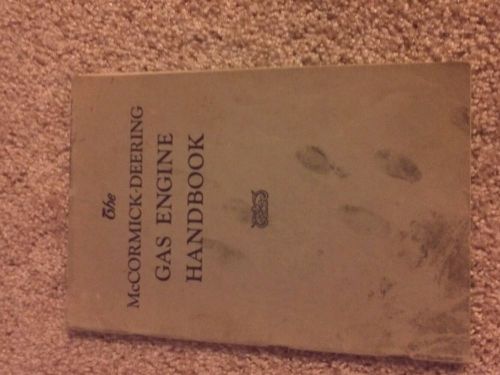 The
McCORMICK-DEERING
GAS ENGINE
HANDBOOK